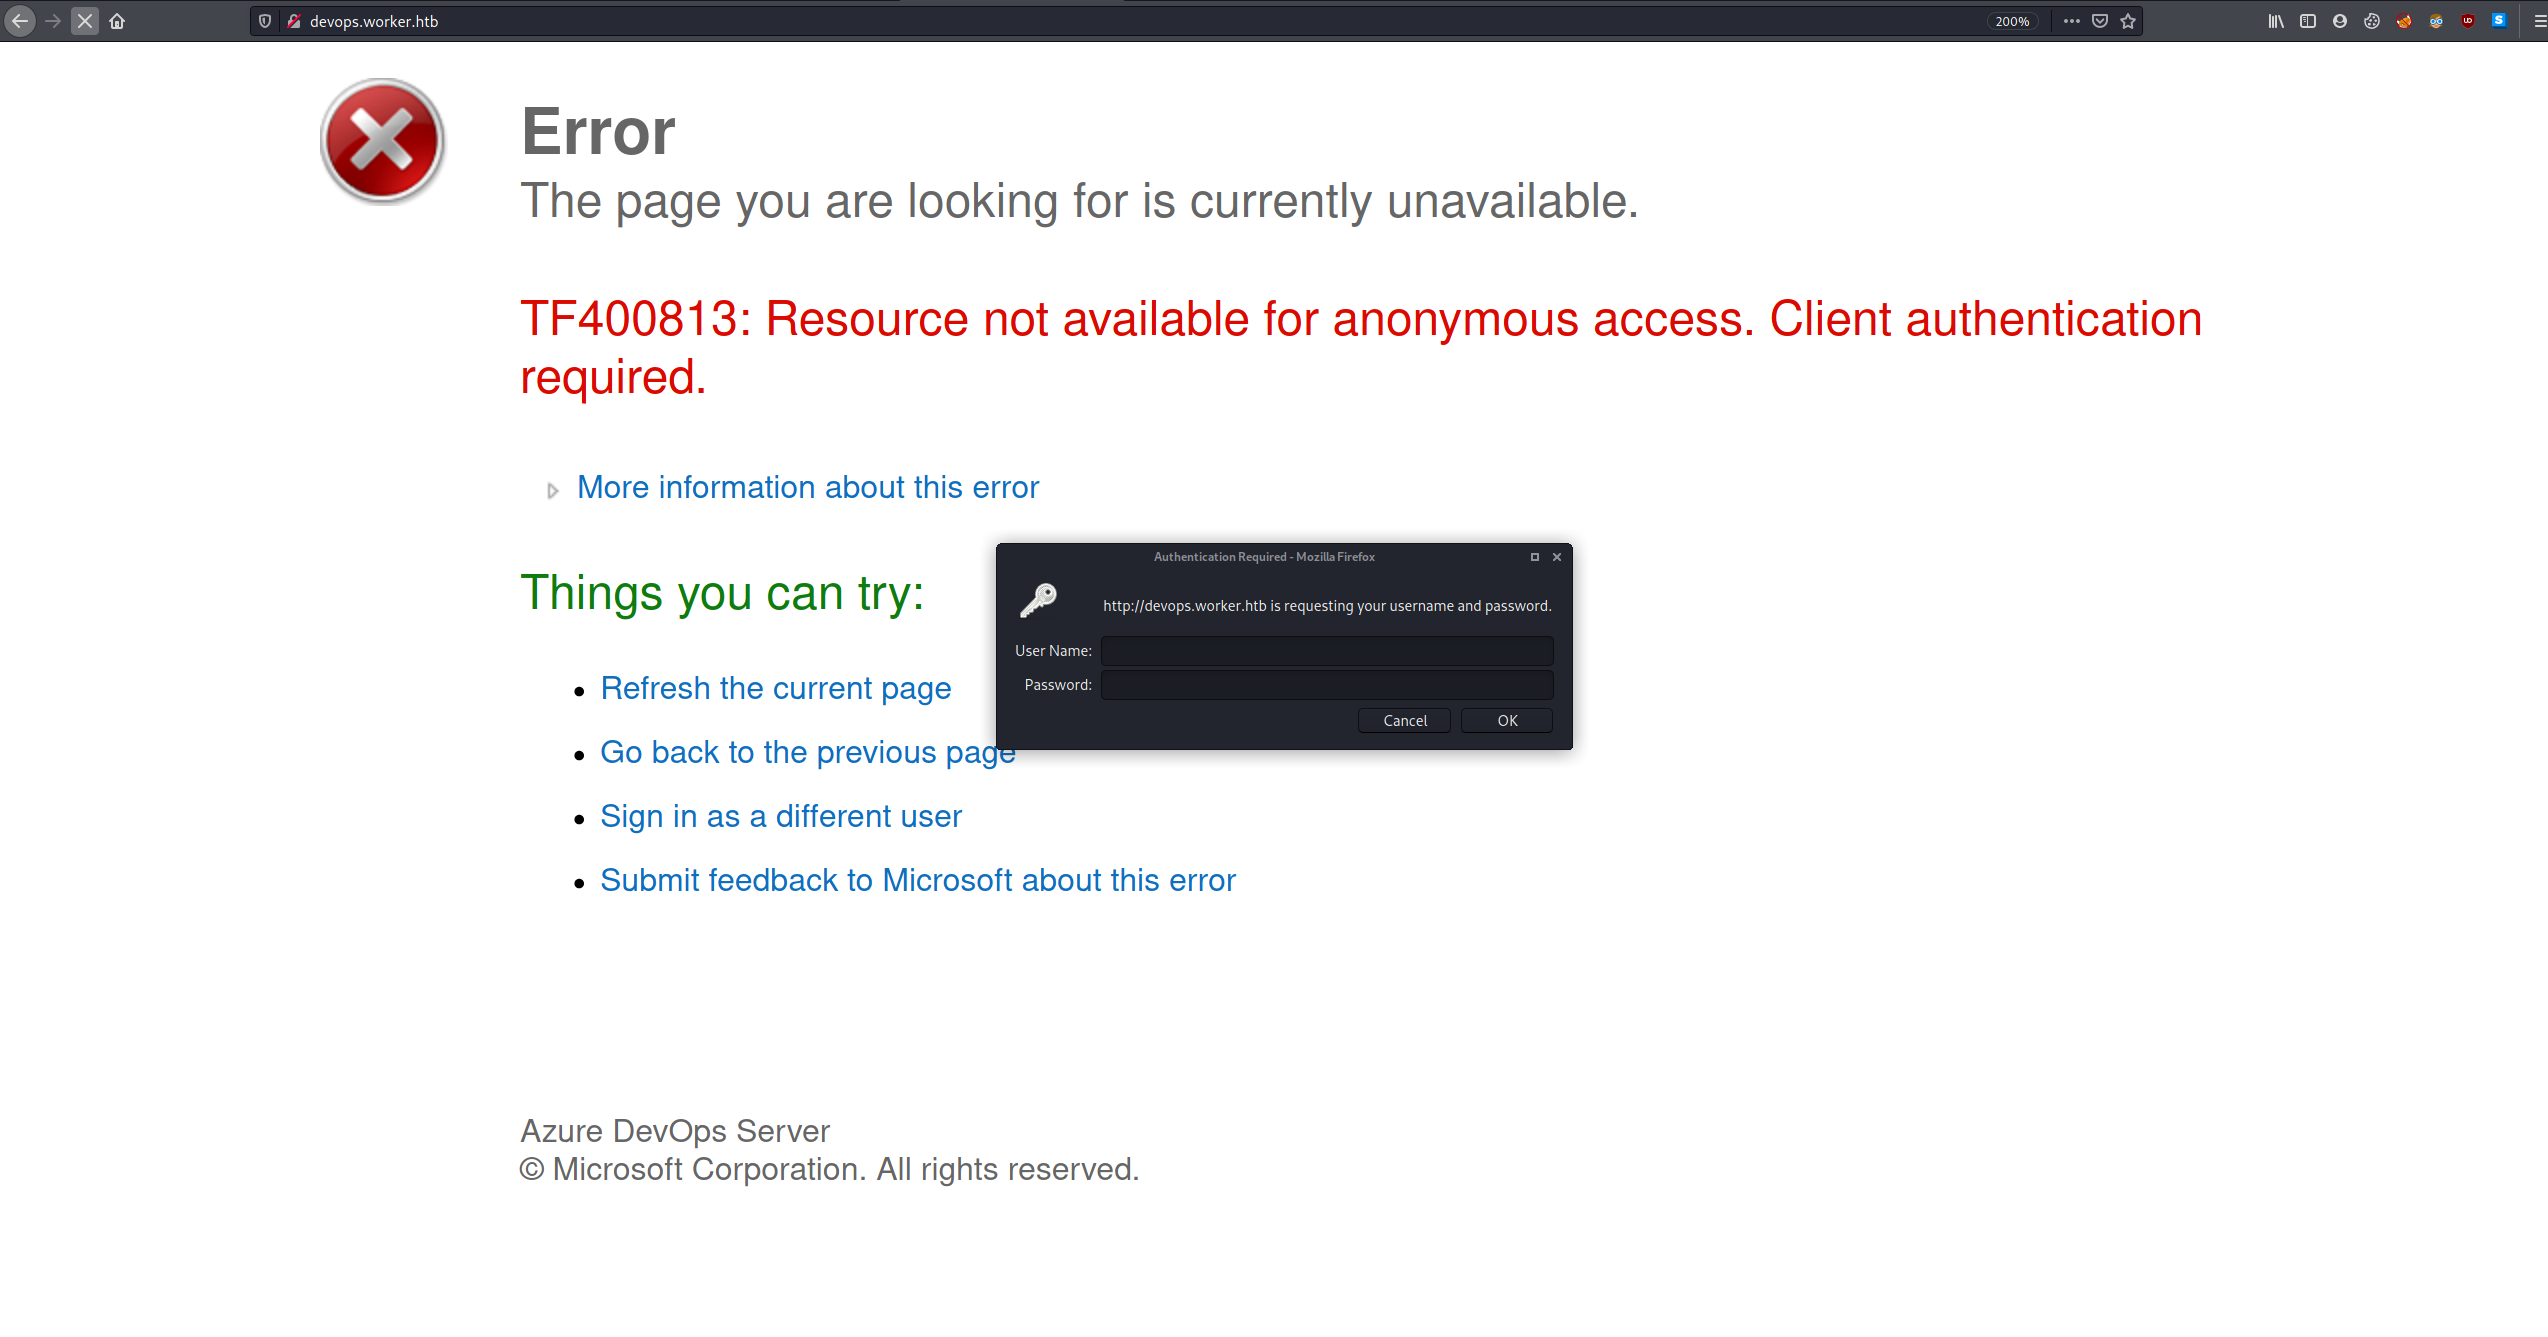 devops.worker.htb
200%
Error
The page you are looking for is currently unavailable.
TF400813: Resource not available for anonymous access. Client authentication
required.
More information about this error
Authentication Required - Mozilla Firefox
http://devops.worker.htb is requesting your username and password.
User Name:
Password:
Cancel
OK
Things you can try:
Refresh the current page
Go back to the previous page
Sign in as a different user
Submit feedback to Microsoft about this error
Azure DevOps Server
© Microsoft Corporation. All rights reserved.